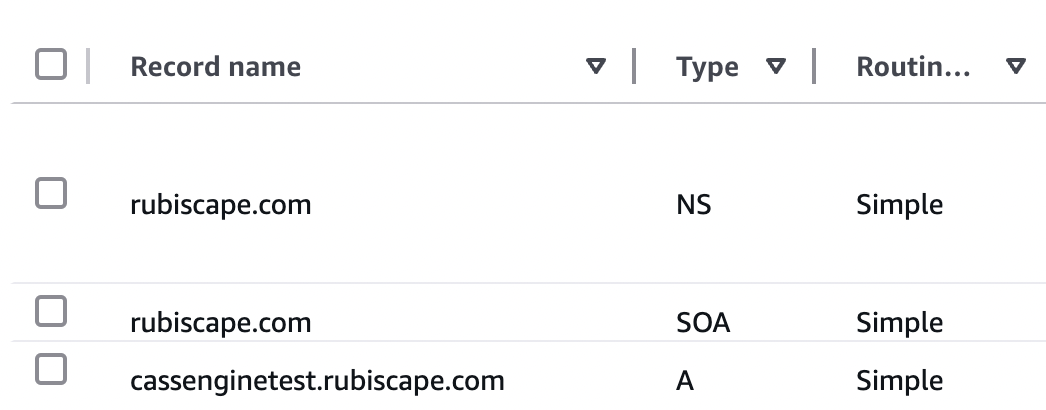 Record name Type Routin...
rubiscape.com NS Simple
rubiscape.com SOA Simple
cassenginetest.rubiscape.com A Simple